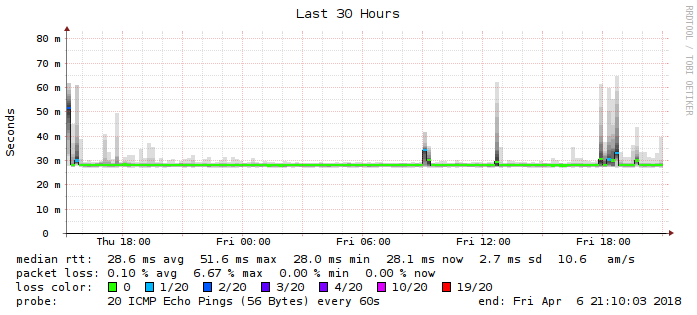 Last 30 Hours
RRDTOOL / TOBI OETIKER
Seconds
80 m
70 m
60 m
50 m
40 m
30 m
20 m
10 m
0
Thu 18:00 Fri 00:00 Fri 06:00 Fri 12:00 Fri 18:00
median rtt: 28.6 ms avg 51.6 ms max 28.0 ms min 28.1 ms now 2.7 ms sd 10.6 am/s
packet loss: 0.10 % avg 6.67 % max 0.00 % min 0.00 % now
loss color: 0 1/20 2/20 3/20 4/20 10/20 19/20
probe: 20 ICMP Echo Pings (56 Bytes) every 60s end: Fri Apr 6 21:10:03 2018